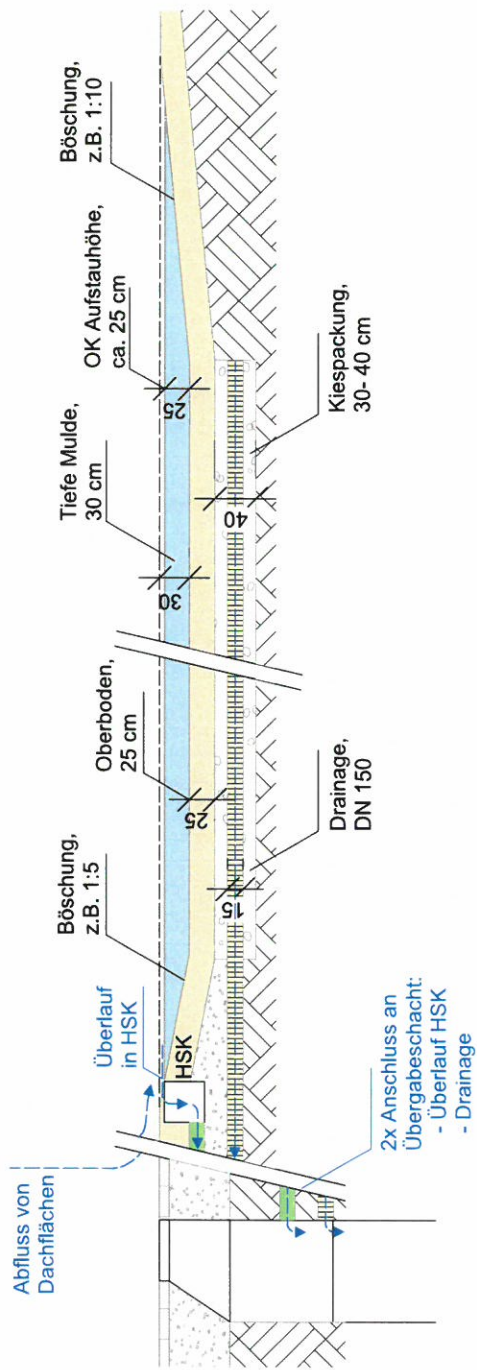 Abfluss von
Dachflächen
Überlauf
in HSK
HSK
Böschung,
z.B. 1:5
Oberboden,
25 cm
Tiefe Mulde,
30 cm
OK Aufstauhöhe,
ca. 25 cm
Böschung,
z.B. 1:10
25
30
25
15
40
2x Anschluss an
Übergabeschacht:
- Überlauf HSK
- Drainage
Drainage,
DN 150
Kiespackung,
30- 40 cm